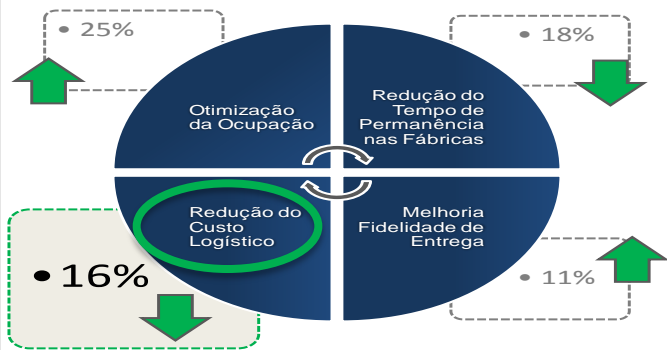 • 25%
• 18%
Otimização
da Ocupação
Redução do
Tempo de
Permanência
nas Fábricas
Redução do
Custo
Logístico
Melhoria
Fidelidade de
Entrega
• 16%
• 11%